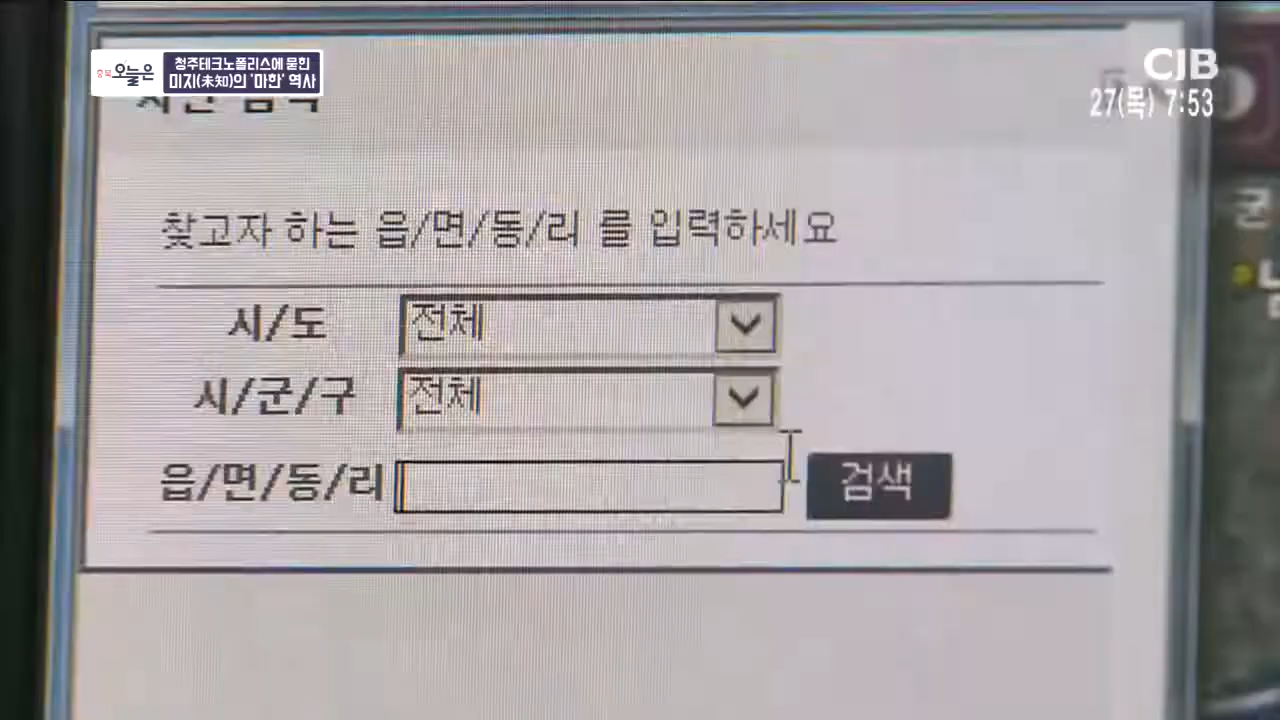 충북 오늘은
청주테크노폴리스에 묻힌
미지(未知)의 '마한' 역사
CJB
27(목) 7:53
찾고자 하는 읍/면/동/리 를 입력하세요
시/도 전체
시/군/구 전체
읍/면/동/리 검색
군